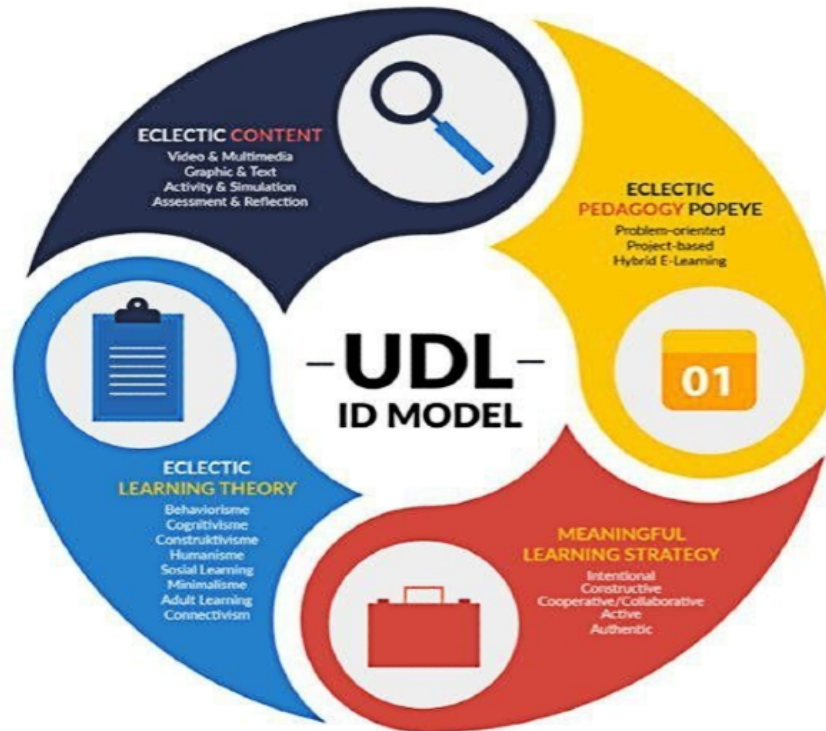 ECLECTIC CONTENT
Video & Multimedia
Graphic & Text
Activity & Simulation
Assessment & Reflection
ECLECTIC
PEDAGOGY POPEYE
Problem-oriented
Project-based
Hybrid E-Learning
01
-UDL-
ID MODEL
ECLECTIC
LEARNING THEORY
Behaviorisme
Cognitivisme
Construktivisme
Humanisme
Sosial Learning
Minimalisme
Adult Learning
Connectivism
MEANINGFUL
LEARNING STRATEGY
Intentional
Constructive
Cooperative/Collaborative
Active
Authentic